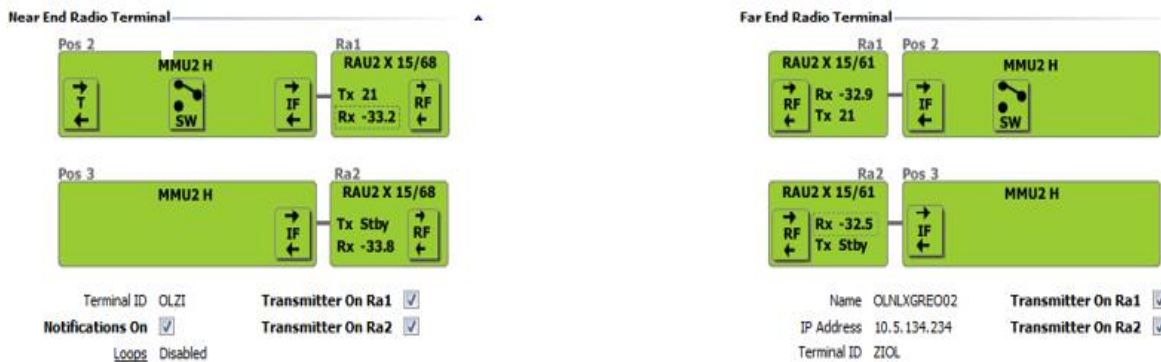 Near End Radio Terminal
Pos 2
MMU2 H
T
SW
IF
Ra1
RAU2 X 15/68
Tx 21
Rx -33.2
RF
Pos 3
MMU2 H
IF
Ra2
RAU2 X 15/68
Tx Stby
Rx -33.8
RF
Terminal ID OLZI
Transmitter On Ra1
Notifications On
Transmitter On Ra2
Loops Disabled
Far End Radio Terminal
Ra1
RAU2 X 15/61
RF
Rx -32.9
Tx 21
Pos 2
MMU2 H
IF
SW
Ra2
RAU2 X 15/61
RF
Rx -32.5
Tx Stby
Pos 3
MMU2 H
IF
Name OLNLXGREO02
Transmitter On Ra1
IP Address 10.5.134.234
Transmitter On Ra2
Terminal ID ZIOL